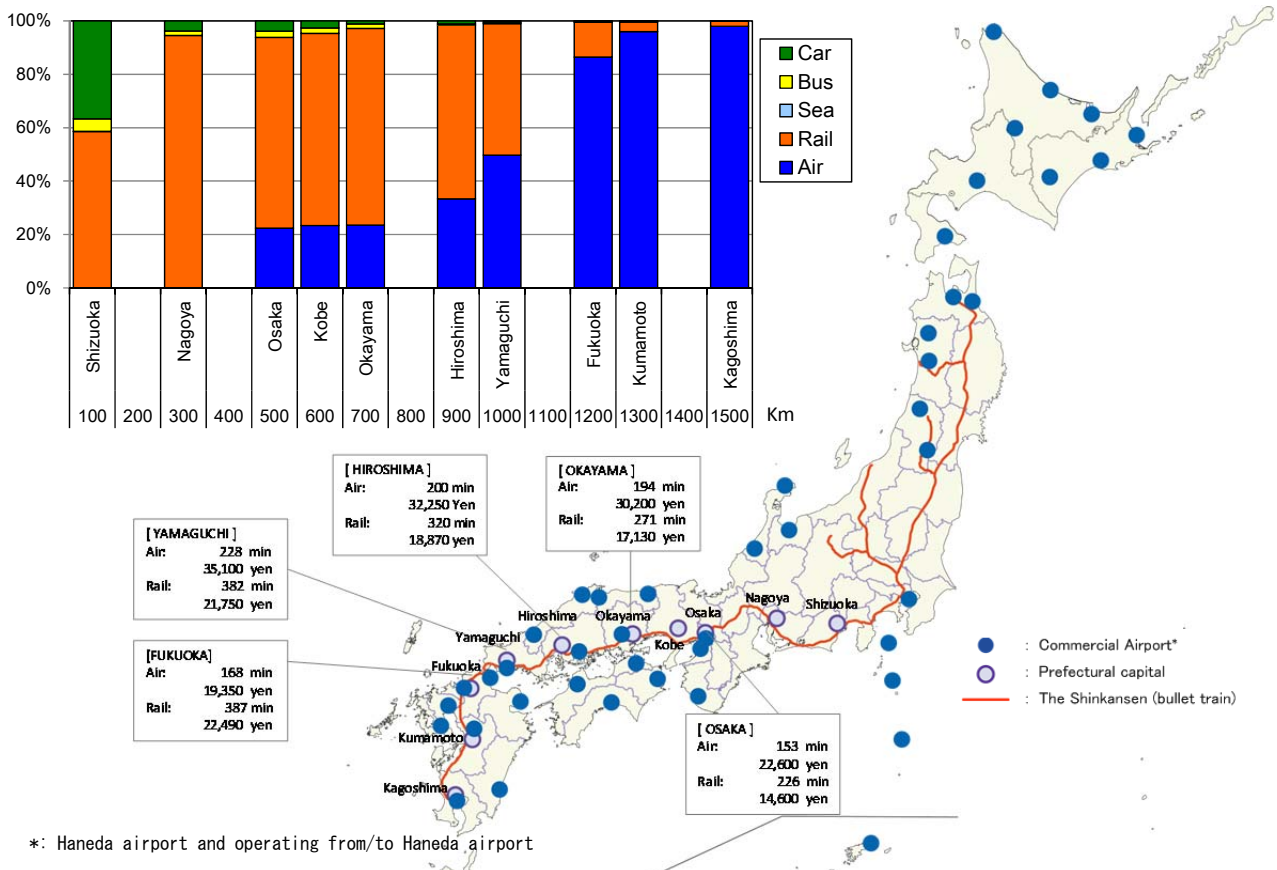 100%
80%
60%
40%
20%
0%
Car
Bus
Sea
Rail
Air
Shizuoka
Nagoya
Osaka
Kobe
Okayama
Hiroshima
Yamaguchi
Fukuoka
Kumamoto
Kagoshima
100 200 300 400 500 600 700 800 900 1000 1100 1200 1300 1400 1500 Km
[ HIROSHIMA ]
Air: 200 min
32,250 Yen
Rail: 320 min
18,870 yen
[ OKAYAMA ]
Air: 194 min
30,200 yen
Rail: 271 min
17,130 yen
[ YAMAGUCHI ]
Air: 228 min
35,100 yen
Rail: 382 min
21,750 yen
[FUKUOKA]
Air: 168 min
19,350 yen
Rail: 387 min
22,490 yen
[ OSAKA ]
Air: 153 min
22,600 yen
Rail: 226 min
14,600 yen
Nagoya
Shizuoka
Osaka
Kobe
Okayama
Hiroshima
Yamaguchi
Fukuoka
Kumamoto
Kagoshima
: Commercial Airport*
: Prefectural capital
: The Shinkansen (bullet train)
*: Haneda airport and operating from/to Haneda airport